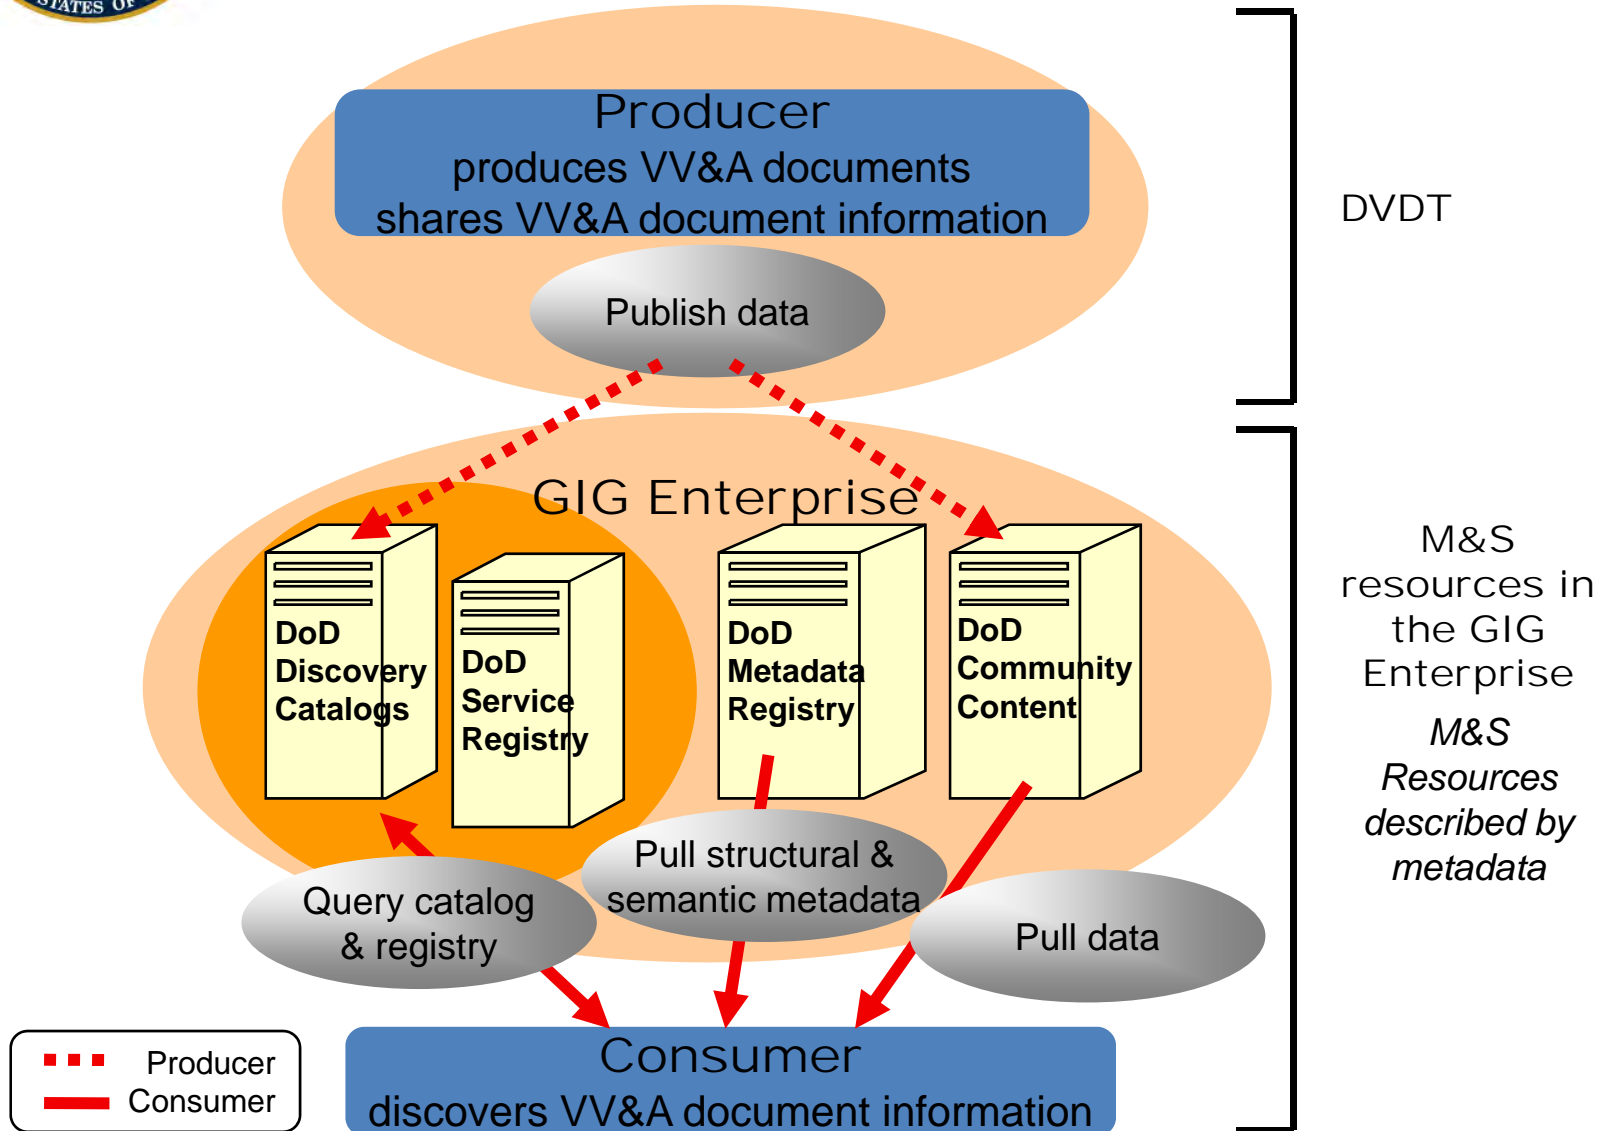 STATES OF
Producer
produces VV&A documents
shares VV&A document information
Publish data
DVDT
GIG Enterprise
DoD
Discovery
Catalogs
DoD
Service
Registry
DoD
Metadata
Registry
DoD
Community
Content
M&S
resources in
the GIG
Enterprise
M&S
Resources
described by
metadata
Query catalog
& registry
Pull structural &
semantic metadata
Pull data
Producer
Consumer
Consumer
discovers VV&A document information